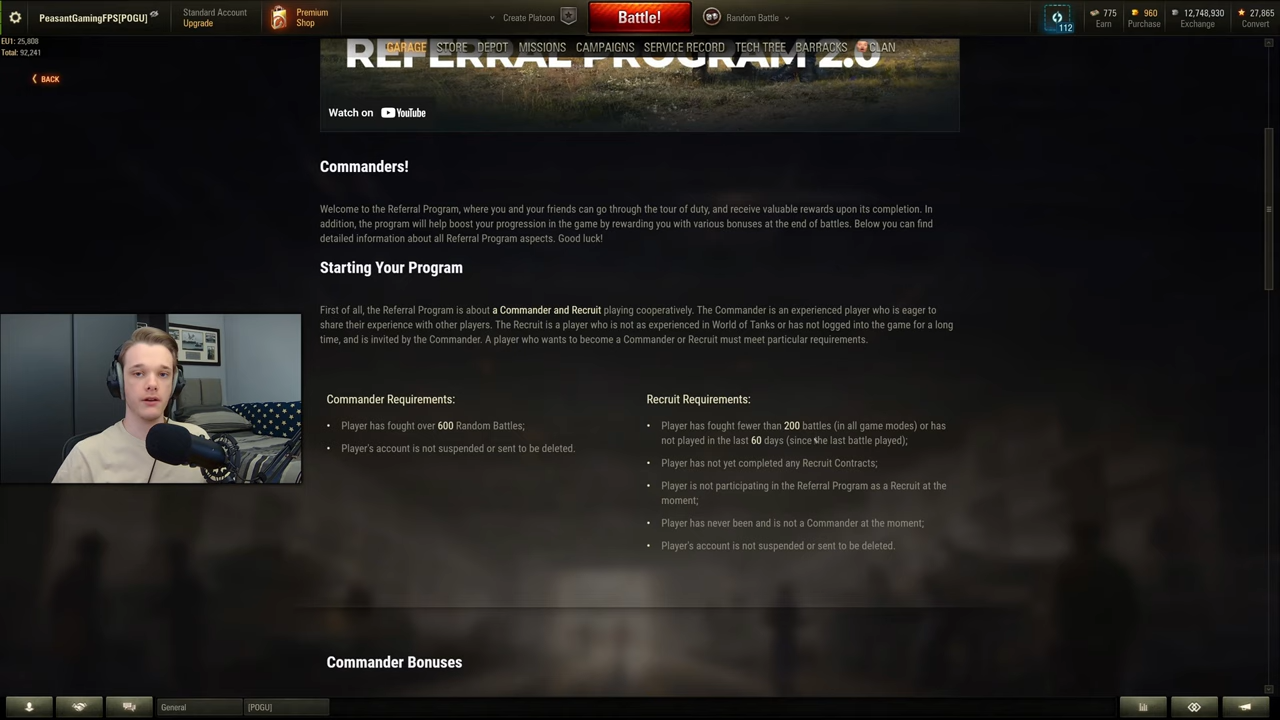 PeasantGamingFPS[POGU]
Standard Account
Upgrade
Premium
Shop
Create Platoon
Battle!
Random Battle
112
775
Earn
960
Purchase
12,748,930
Exchange
27,865
Convert
EU1: 25,808
Total: 92,241
GARAGE STORE DEPOT MISSIONS CAMPAIGNS SERVICE RECORD TECH TREE BARRACKS CLAN
BACK
REFERRAL PROGRAM 2.0
Watch on YouTube
Commanders!
Welcome to the Referral Program, where you and your friends can go through the tour of duty, and receive valuable rewards upon its completion. In
addition, the program will help boost your progression in the game by rewarding you with various bonuses at the end of battles. Below you can find
detailed information about all Referral Program aspects. Good luck!
Starting Your Program
First of all, the Referral Program is about a Commander and Recruit playing cooperatively. The Commander is an experienced player who is eager to
share their experience with other players. The Recruit is a player who is not as experienced in World of Tanks or has not logged into the game for a long
time, and is invited by the Commander. A player who wants to become a Commander or Recruit must meet particular requirements.
Commander Requirements:
• Player has fought over 600 Random Battles;
• Player's account is not suspended or sent to be deleted.
Recruit Requirements:
• Player has fought fewer than 200 battles (in all game modes) or has
not played in the last 60 days (since the last battle played);
• Player has not yet completed any Recruit Contracts;
• Player is not participating in the Referral Program as a Recruit at the
moment;
• Player has never been and is not a Commander at the moment;
• Player's account is not suspended or sent to be deleted.
Commander Bonuses
General
[POGU]